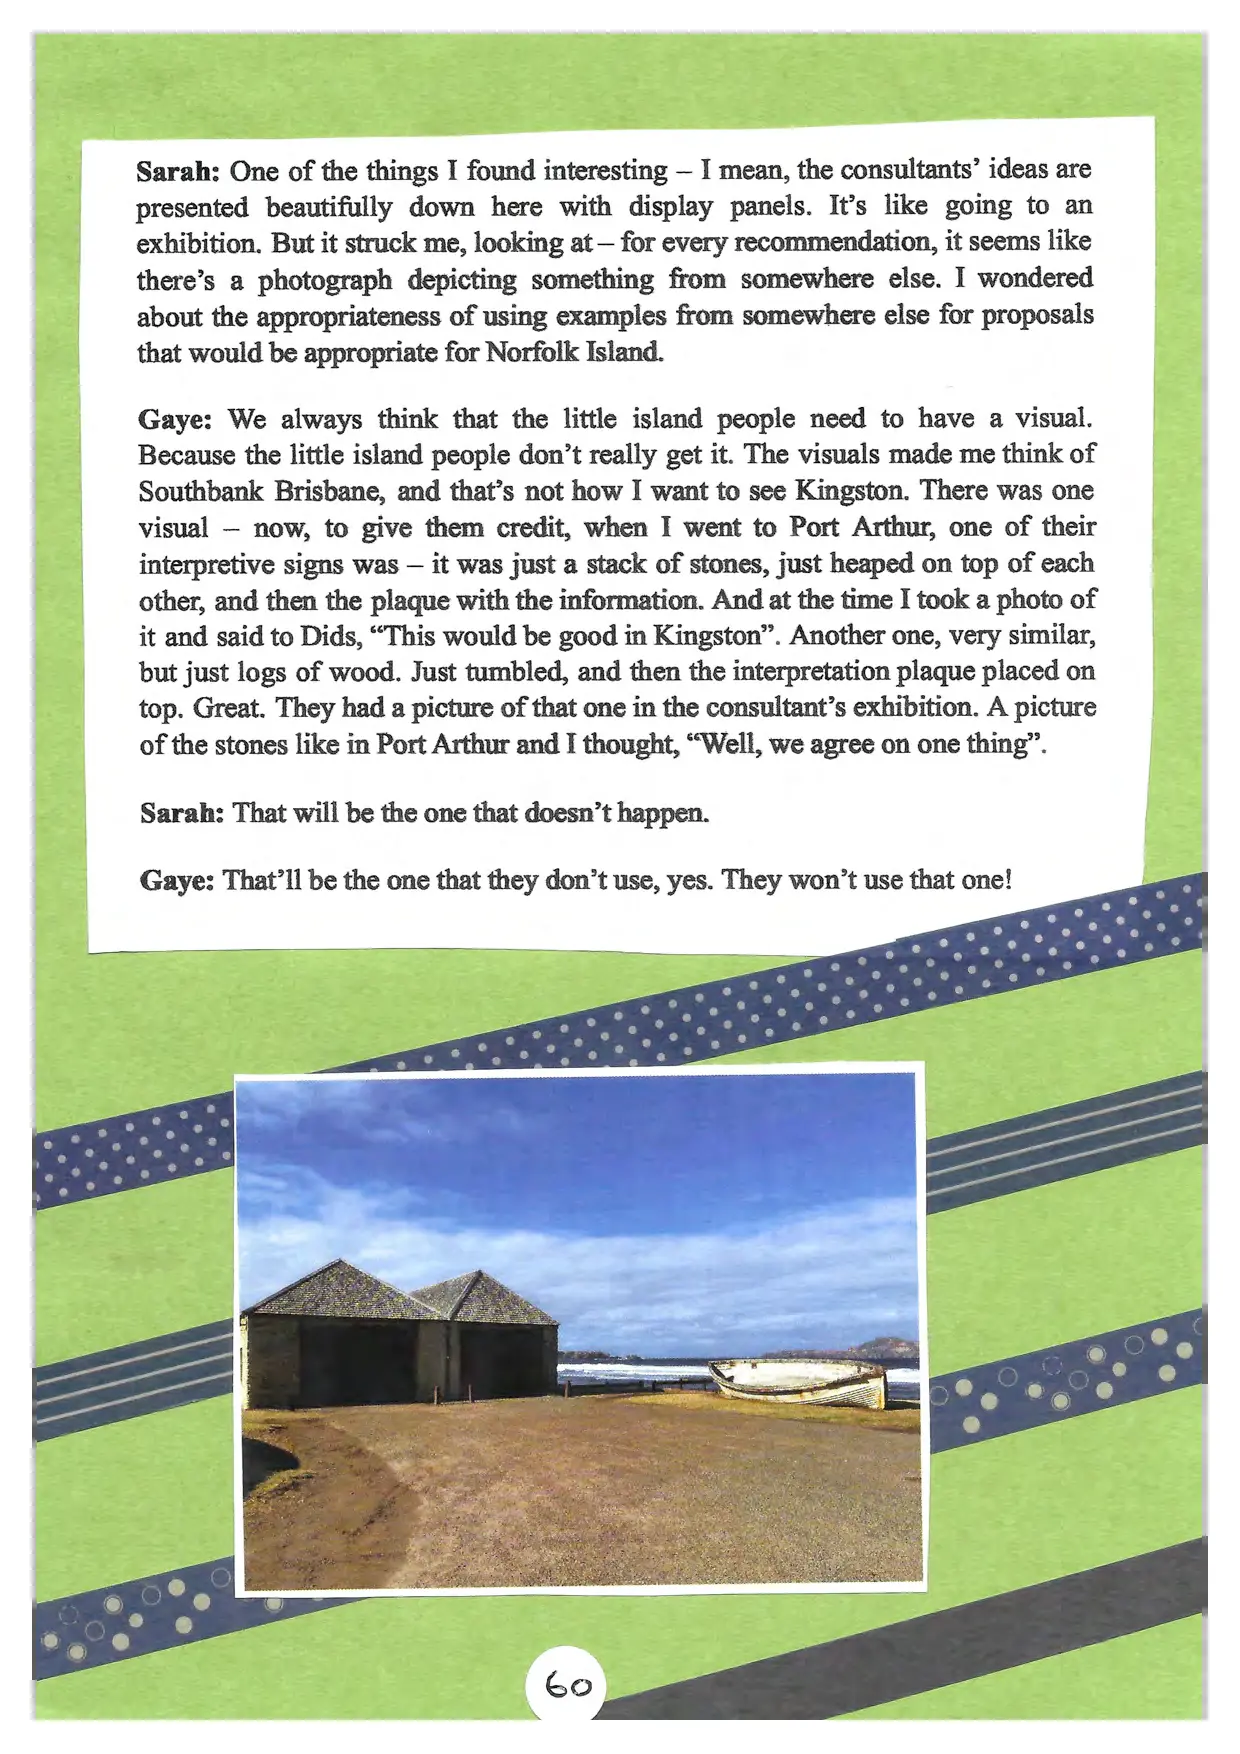 Sarah: One of the things I found interesting – I mean, the consultants' ideas are
presented beautifully down here with display panels. It's like going to an
exhibition. But it struck me, looking at – for every recommendation, it seems like
there's a photograph depicting something from somewhere else. I wondered
about the appropriateness of using examples from somewhere else for proposals
that would be appropriate for Norfolk Island.
Gaye: We always think that the little island people need to have a visual.
Because the little island people don't really get it. The visuals made me think of
Southbank Brisbane, and that's not how I want to see Kingston. There was one
visual – now, to give them credit, when I went to Port Arthur, one of their
interpretive signs was – it was just a stack of stones, just heaped on top of each
other, and then the plaque with the information. And at the time I took a photo of
it and said to Dids, “This would be good in Kingston”. Another one, very similar,
but just logs of wood. Just tumbled, and then the interpretation plaque placed on
top. Great. They had a picture of that one in the consultant's exhibition. A picture
of the stones like in Port Arthur and I thought, “Well, we agree on one thing”.
Sarah: That will be the one that doesn't happen.
Gaye: That'll be the one that they don't use, yes. They won't use that one!
60